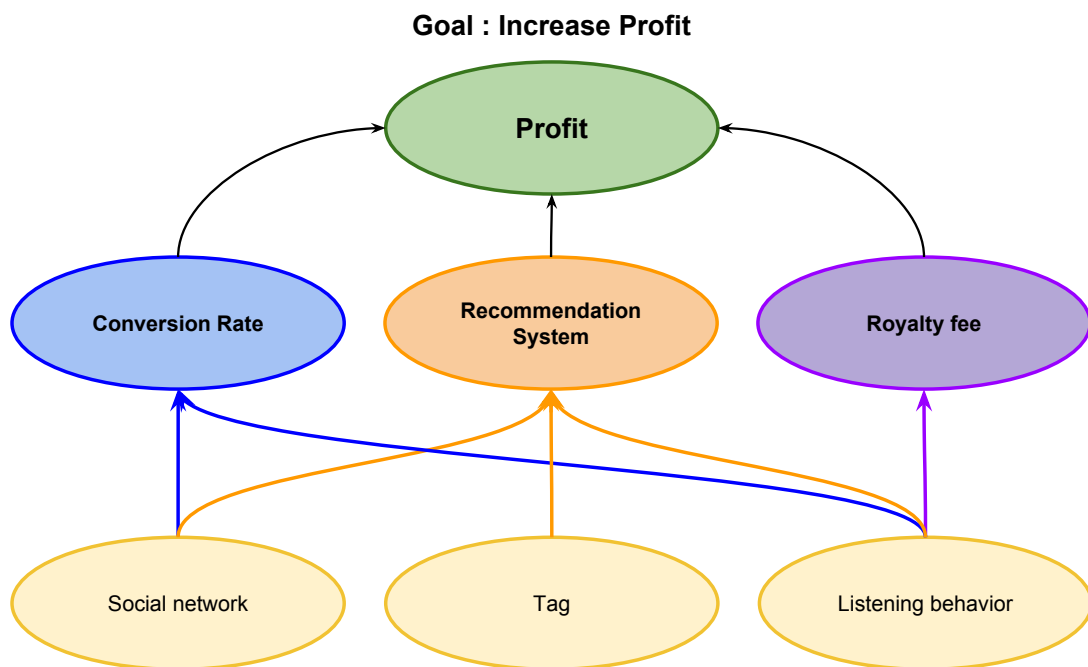 Goal : Increase Profit
Profit
Conversion Rate
Recommendation
System
Royalty fee
Social network
Tag
Listening behavior